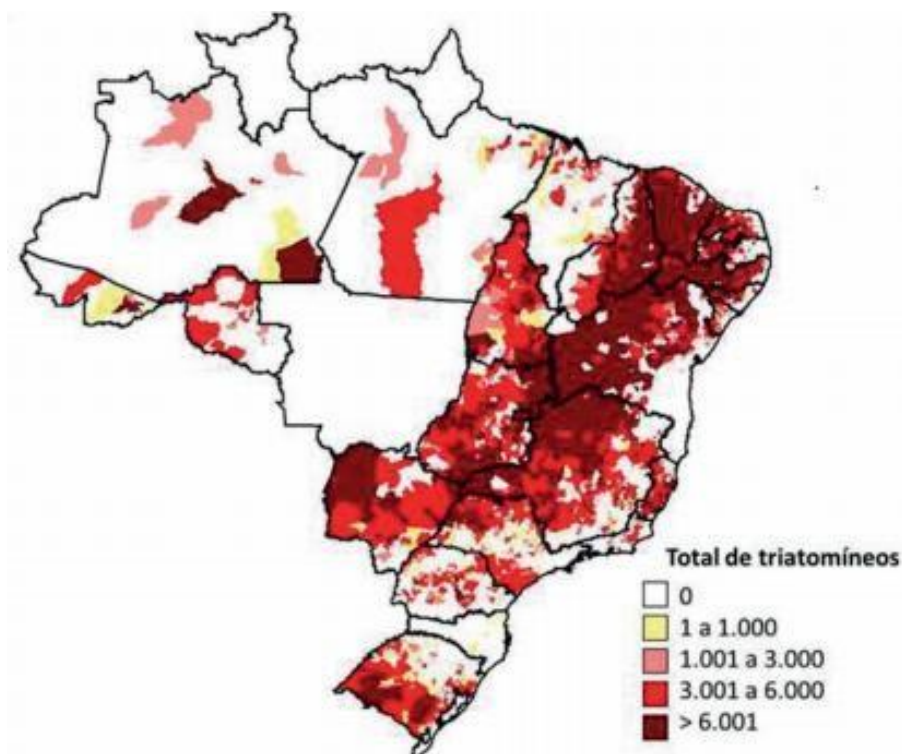 Total de triatomíneos
0
1 a 1.000
1.001 a 3.000
3.001 a 6.000
> 6.001